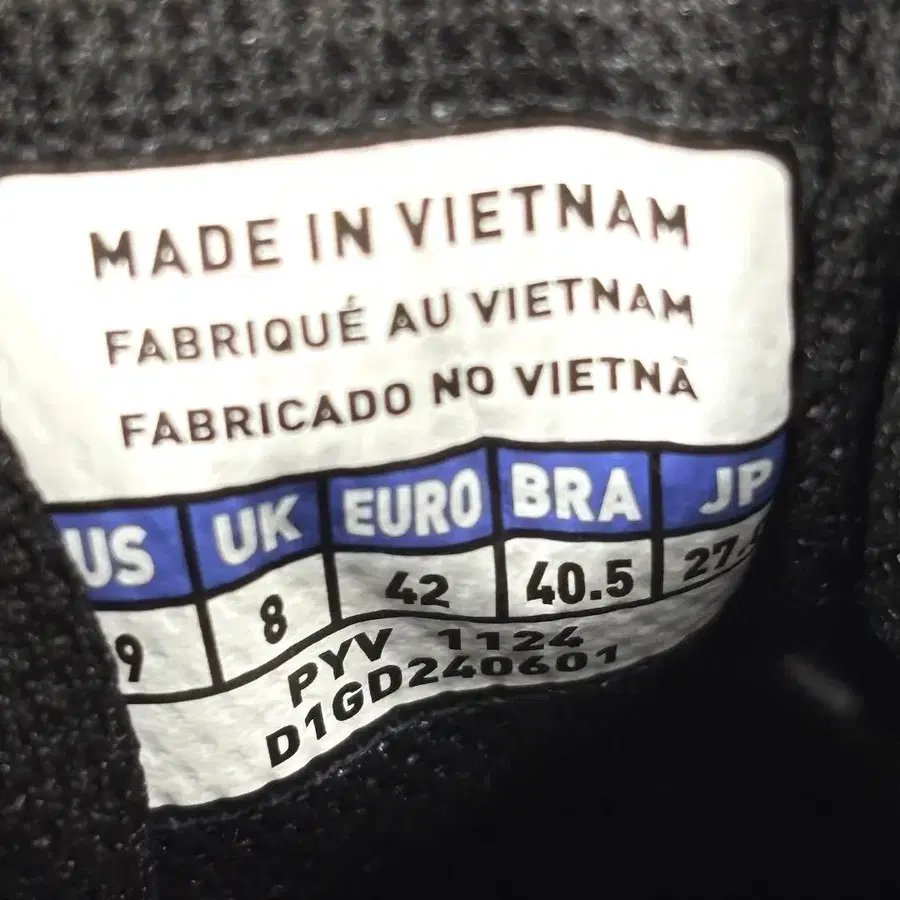 MADE IN VIETNAM
FABRIQUÉ AU VIETNAM
FABRICADO NO VIETNÃ
US UK EURO BRA JP
9 8 42 40.5
PYV 1124
D1GD240601